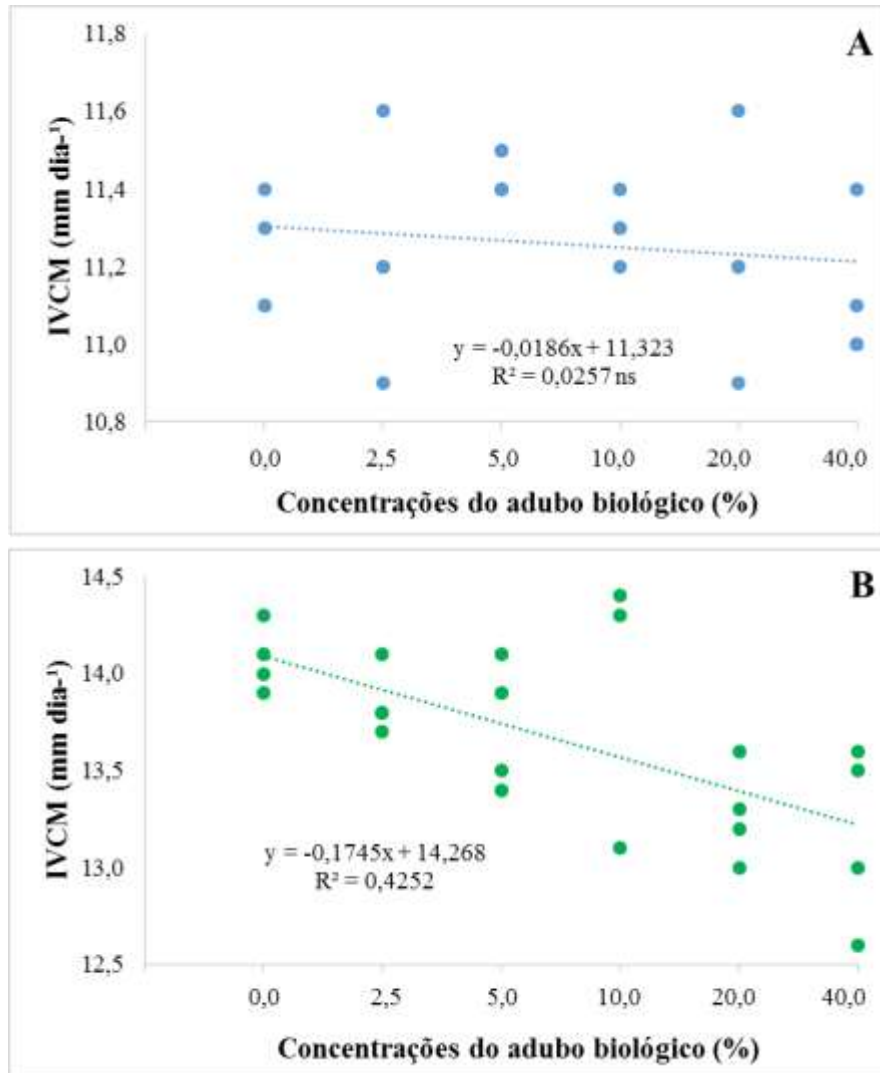 A
11,8
11,6
11,4
11,2
11,0
10,8
IVCM (mm dia-¹)
y = -0,0186x + 11,323
R² = 0,0257 ns
0,0 2,5 5,0 10,0 20,0 40,0
Concentrações do adubo biológico (%)
B
14,5
14,0
13,5
13,0
12,5
IVCM (mm dia-¹)
y = -0,1745x + 14,268
R² = 0,4252
0,0 2,5 5,0 10,0 20,0 40,0
Concentrações do adubo biológico (%)